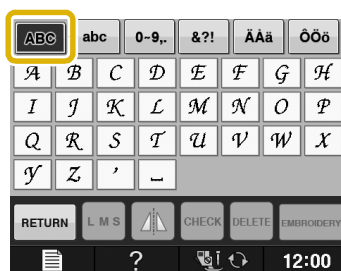 ABC abc 0~9,. &?! ÄÅä ÔÖö
A B C D E F G H
I J K L M N O P
Q R S T U V W X
Y Z ' _
RETURN L M S CHECK DELETE EMBROIDERY
? 12:00